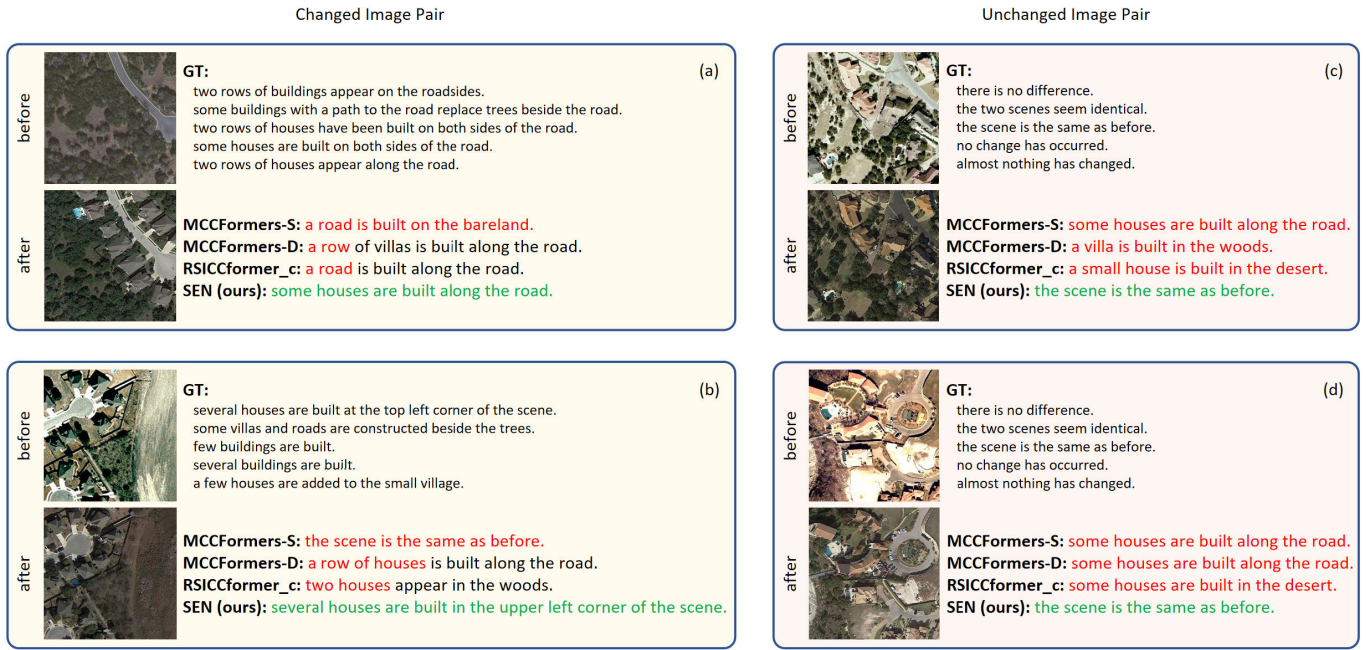 Changed Image Pair
Unchanged Image Pair
before
after
(a)
GT:
two rows of buildings appear on the roadsides.
some buildings with a path to the road replace trees beside the road.
two rows of houses have been built on both sides of the road.
some houses are built on both sides of the road.
two rows of houses appear along the road.
MCCFormers-S: a road is built on the bareland.
MCCFormers-D: a row of villas is built along the road.
RSICCformer_c: a road is built along the road.
SEN (ours): some houses are built along the road.
before
after
(c)
GT:
there is no difference.
the two scenes seem identical.
the scene is the same as before.
no change has occurred.
almost nothing has changed.
MCCFormers-S: some houses are built along the road.
MCCFormers-D: a villa is built in the woods.
RSICCformer_c: a small house is built in the desert.
SEN (ours): the scene is the same as before.
before
after
(b)
GT:
several houses are built at the top left corner of the scene.
some villas and roads are constructed beside the trees.
few buildings are built.
several buildings are built.
a few houses are added to the small village.
MCCFormers-S: the scene is the same as before.
MCCFormers-D: a row of houses is built along the road.
RSICCformer_c: two houses appear in the woods.
SEN (ours): several houses are built in the upper left corner of the scene.
before
after
(d)
GT:
there is no difference.
the two scenes seem identical.
the scene is the same as before.
no change has occurred.
almost nothing has changed.
MCCFormers-S: some houses are built along the road.
MCCFormers-D: some houses are built along the road.
RSICCformer_c: some houses are built in the desert.
SEN (ours): the scene is the same as before.